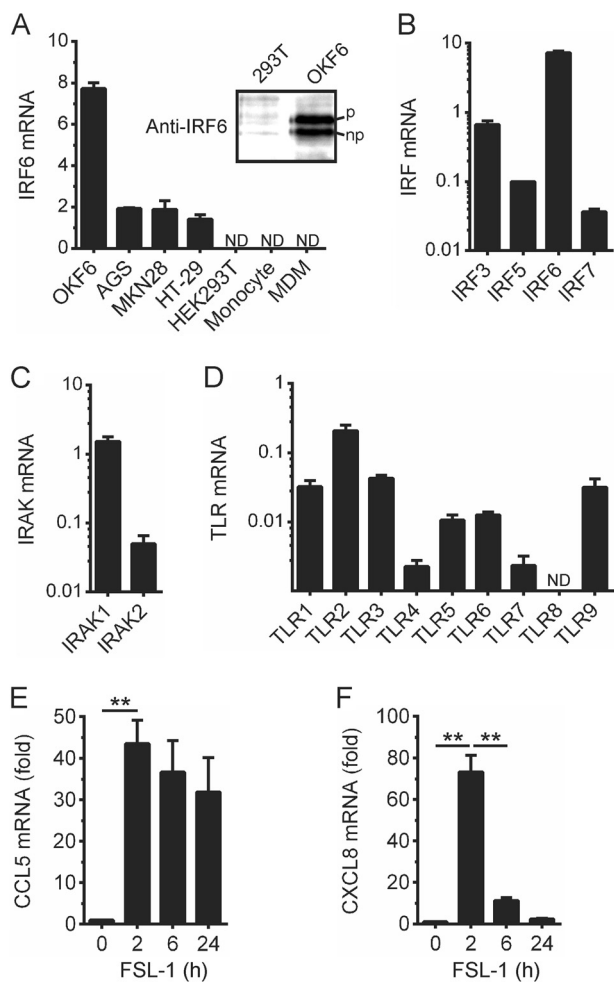 A
IRF6 mRNA
10
8
6
4
2
0
OKF6
AGS
MKN28
HT-29
HEK293T
Monocyte
MDM
ND ND ND
293T OKF6
Anti-IRF6
p
np
B
IRF mRNA
10
1
0.1
0.01
IRF3
IRF5
IRF6
IRF7
C
IRAK mRNA
10
1
0.1
0.01
IRAK1
IRAK2
D
TLR mRNA
1
0.1
0.01
ND
TLR1
TLR2
TLR3
TLR4
TLR5
TLR6
TLR7
TLR8
TLR9
E
CCL5 mRNA (fold)
50
40
30
20
10
0
**
0 2 6 24
FSL-1 (h)
F
CXCL8 mRNA (fold)
100
80
60
40
20
0
** **
0 2 6 24
FSL-1 (h)